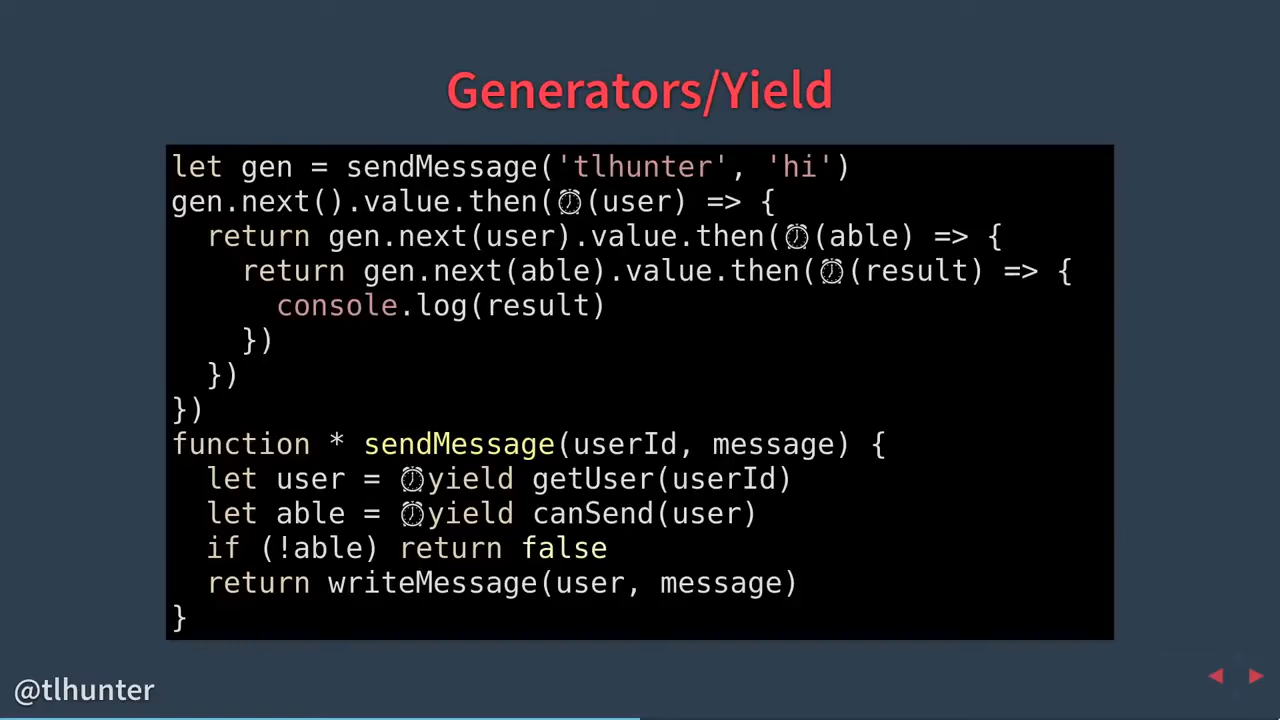 Generators/Yield
let gen = sendMessage('tlhunter', 'hi')
gen.next().value.then(⏰(user) => {
  return gen.next(user).value.then(⏰(able) => {
    return gen.next(able).value.then(⏰(result) => {
      console.log(result)
    })
  })
})
function * sendMessage(userId, message) {
  let user = ⏰yield getUser(userId)
  let able = ⏰yield canSend(user)
  if (!able) return false
  return writeMessage(user, message)
}
@tlhunter